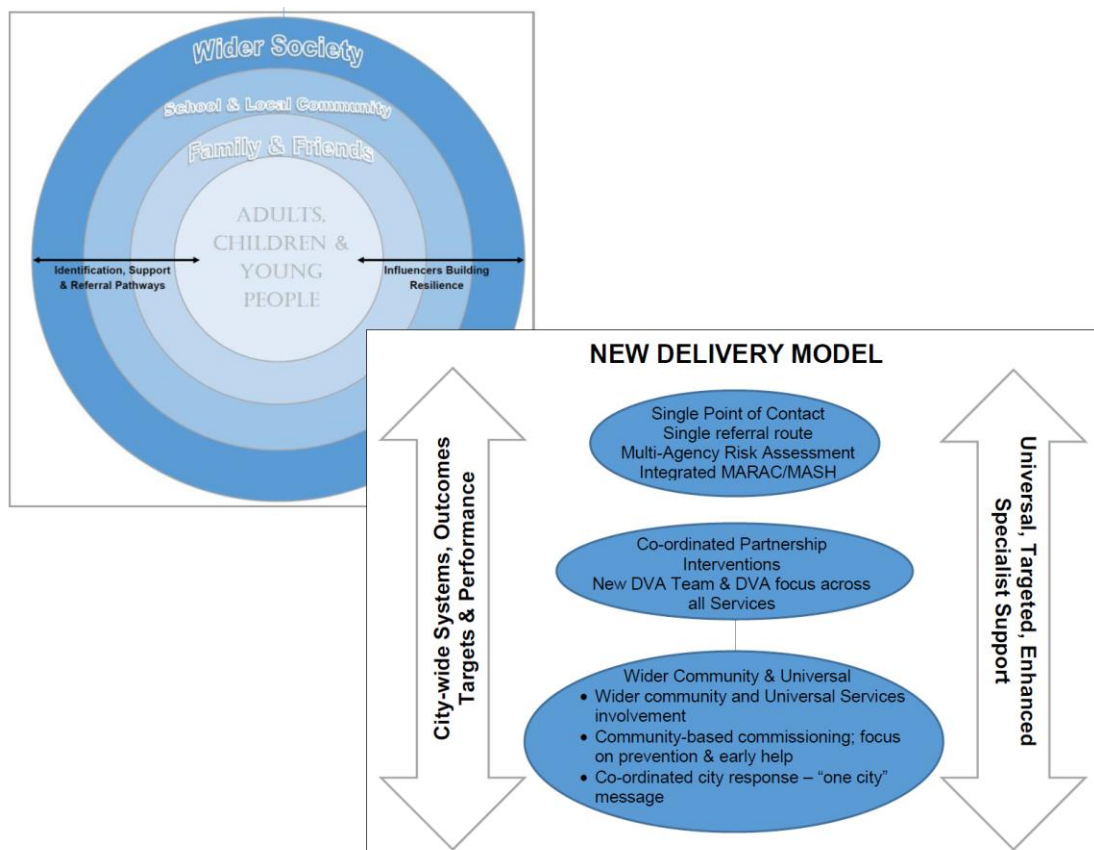 Wider Society
School & Local Community
Family & Friends
ADULTS,
CHILDREN &
YOUNG
PEOPLE
Identification, Support
& Referral Pathways
Influencers Building
Resilience
NEW DELIVERY MODEL
City-wide Systems, Outcomes
Targets & Performance
Single Point of Contact
Single referral route
Multi-Agency Risk Assessment
Integrated MARAC/MASH
Co-ordinated Partnership
Interventions
New DVA Team & DVA focus across
all Services
Wider Community & Universal
• Wider community and Universal Services
involvement
• Community-based commissioning; focus
on prevention & early help
• Co-ordinated city response – “one city”
message
Universal, Targeted, Enhanced
Specialist Support